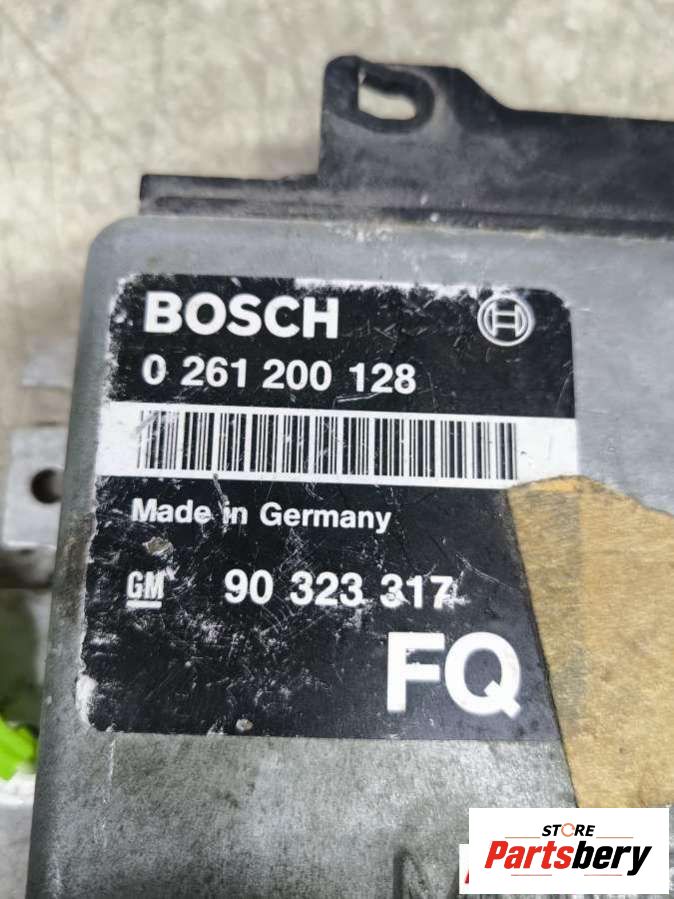 BOSCH
0 261 200 128
Made in Germany
GM 90 323 317
FQ
STORE
Partsbery